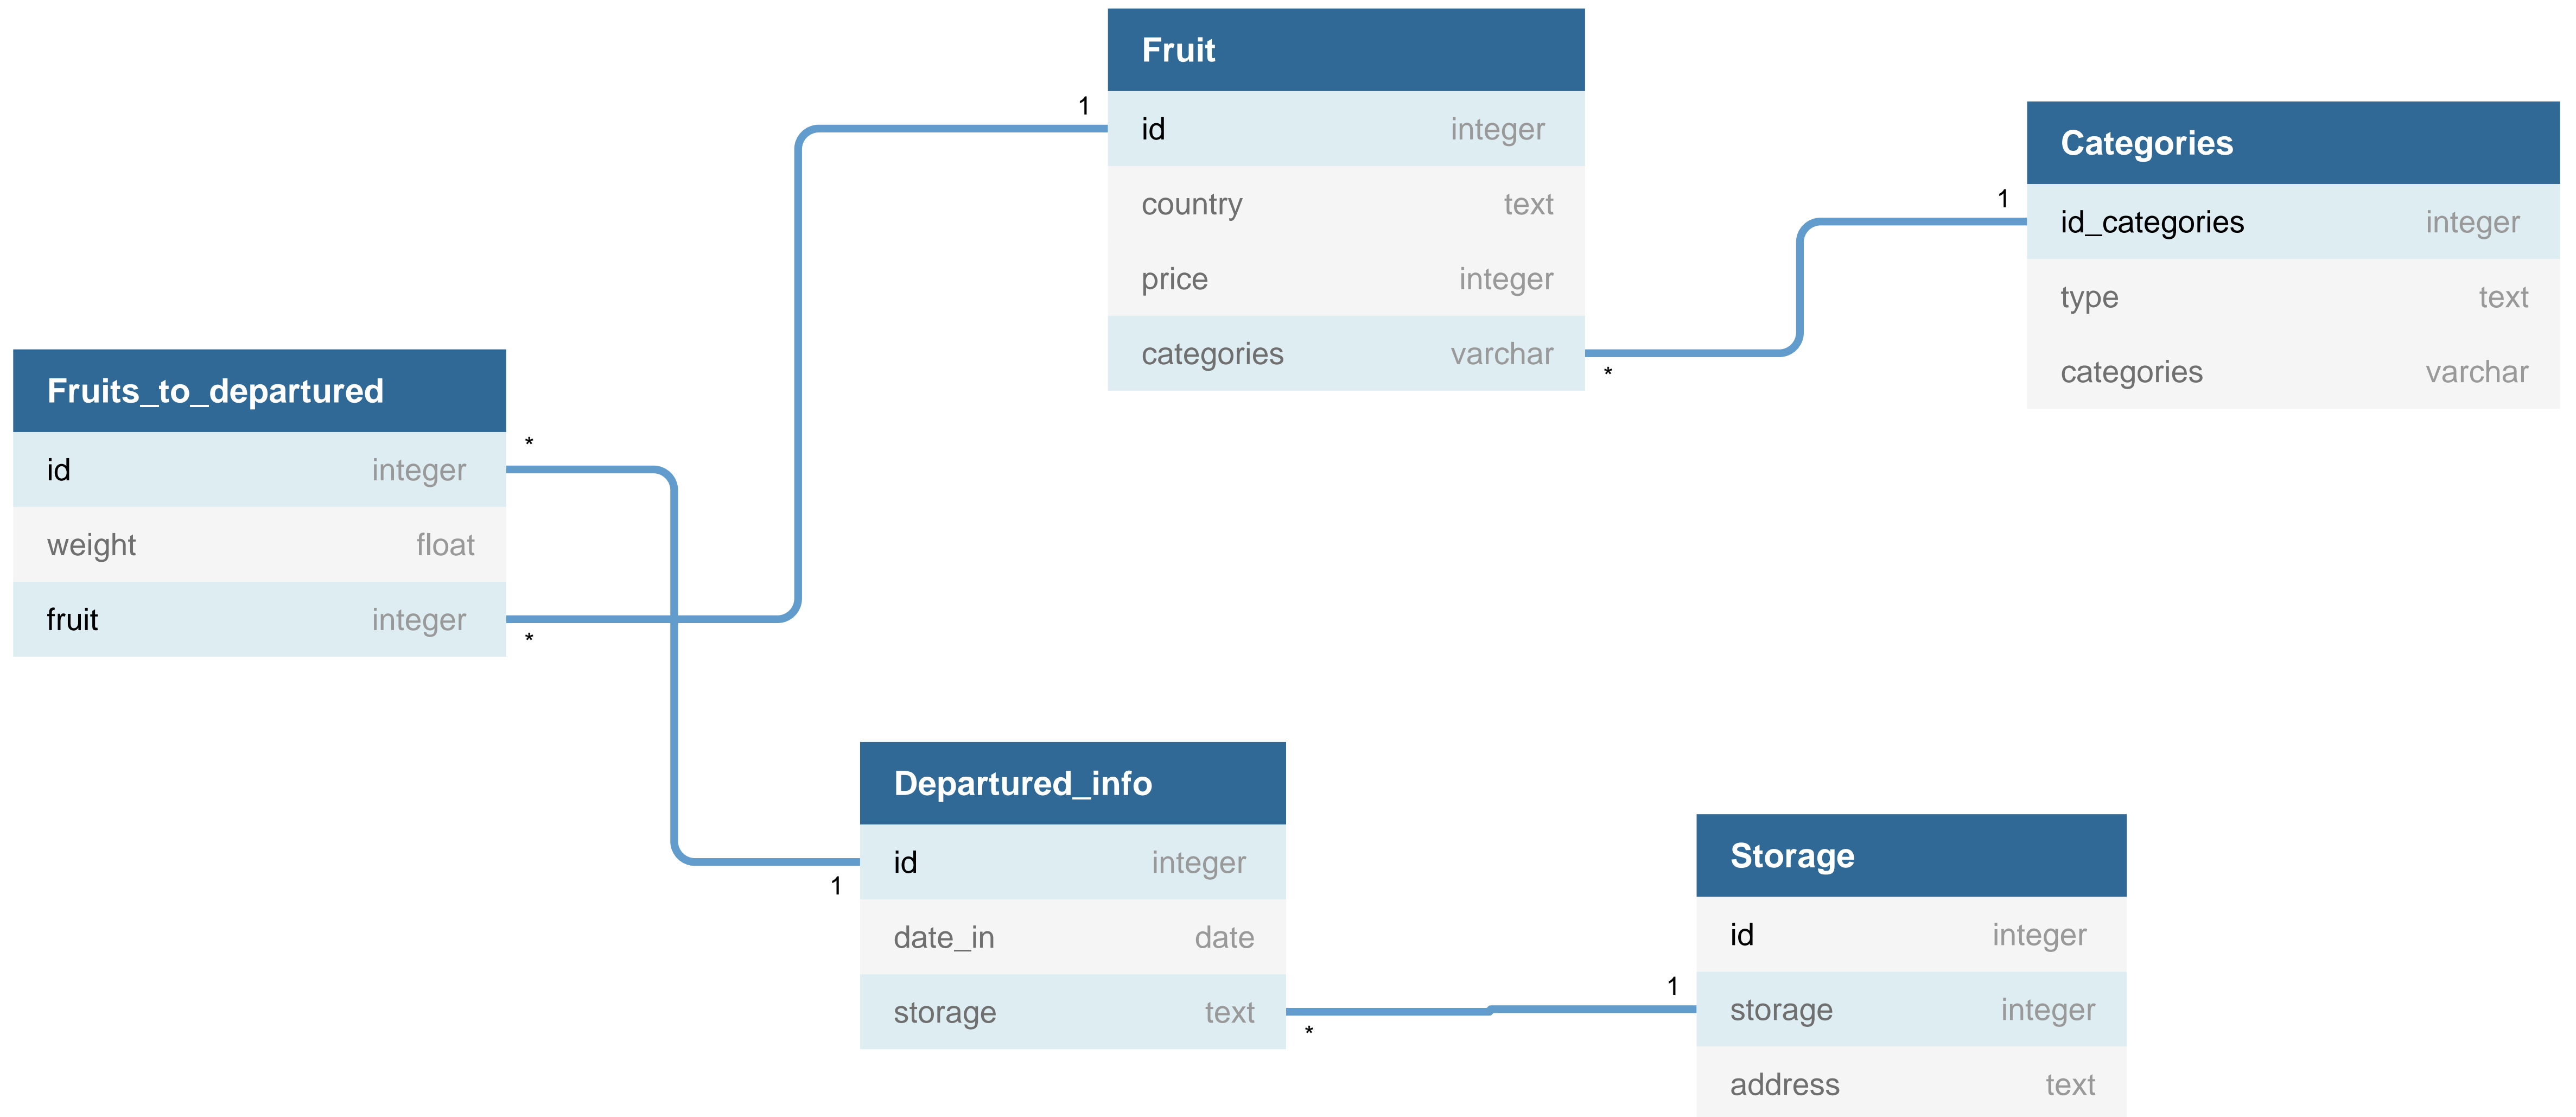 Fruit
1
id integer
country text
price integer
categories varchar
*
Categories
1
id_categories integer
type text
categories varchar
Fruits_to_departured
*
id integer
weight float
fruit integer
*
Departured_info
id integer
1
date_in date
storage text
*
Storage
id integer
1
storage integer
address text